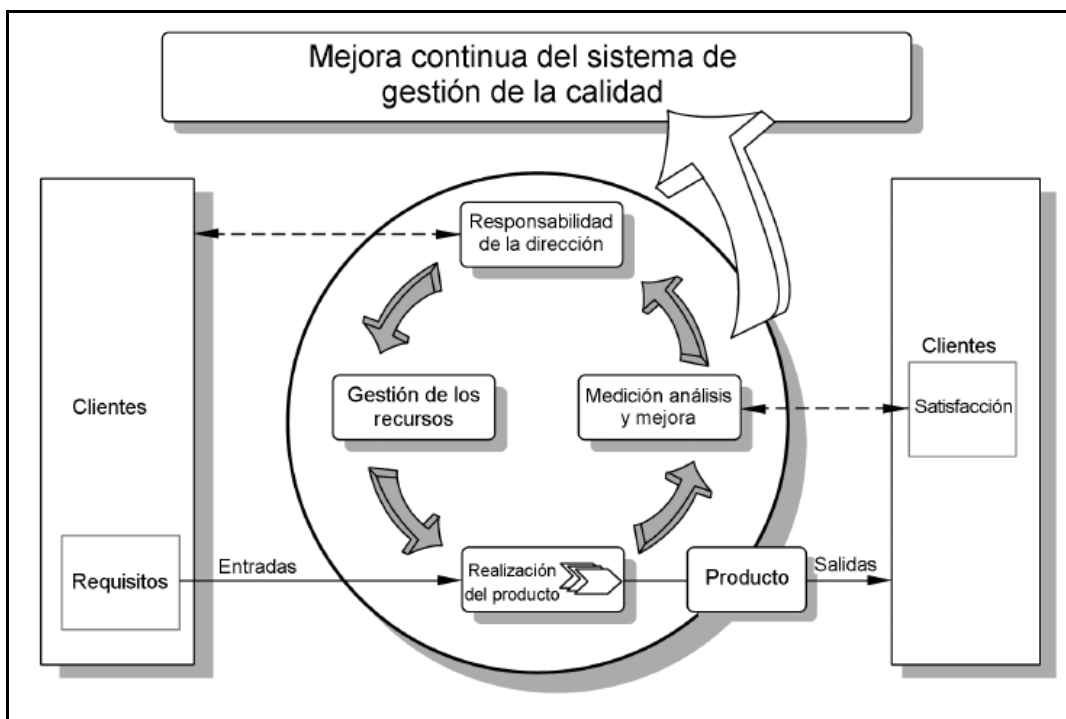 Mejora continua del sistema de
gestión de la calidad
Responsabilidad
de la dirección
Clientes
Gestión de los
recursos
Medición análisis
y mejora
Clientes
Satisfacción
Requisitos
Entradas
Realización
del producto
Producto
Salidas